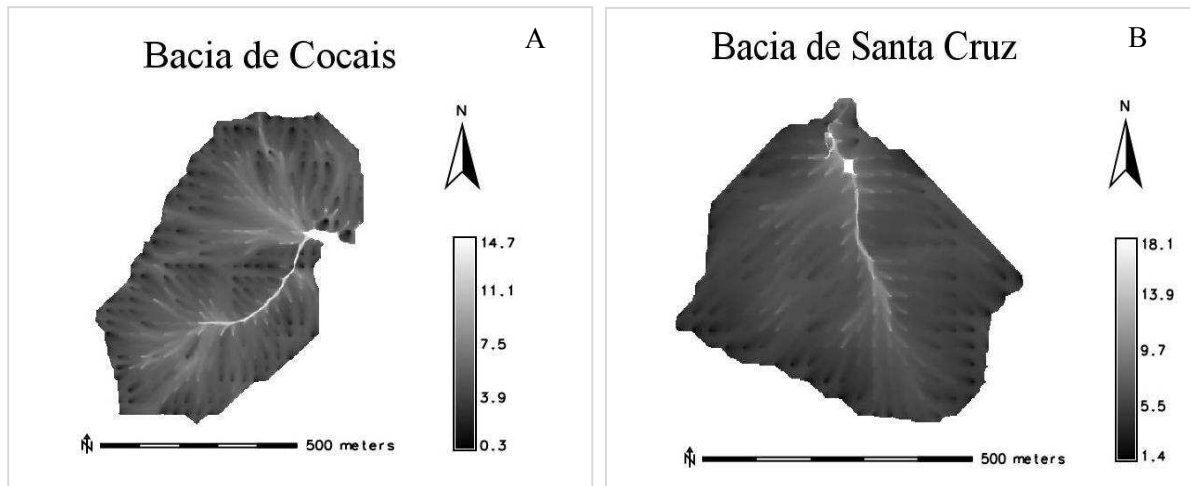 Bacia de Cocais
A
N
14.7
11.1
7.5
3.9
0.3
N
500 meters
Bacia de Santa Cruz
B
N
18.1
13.9
9.7
5.5
1.4
N
500 meters